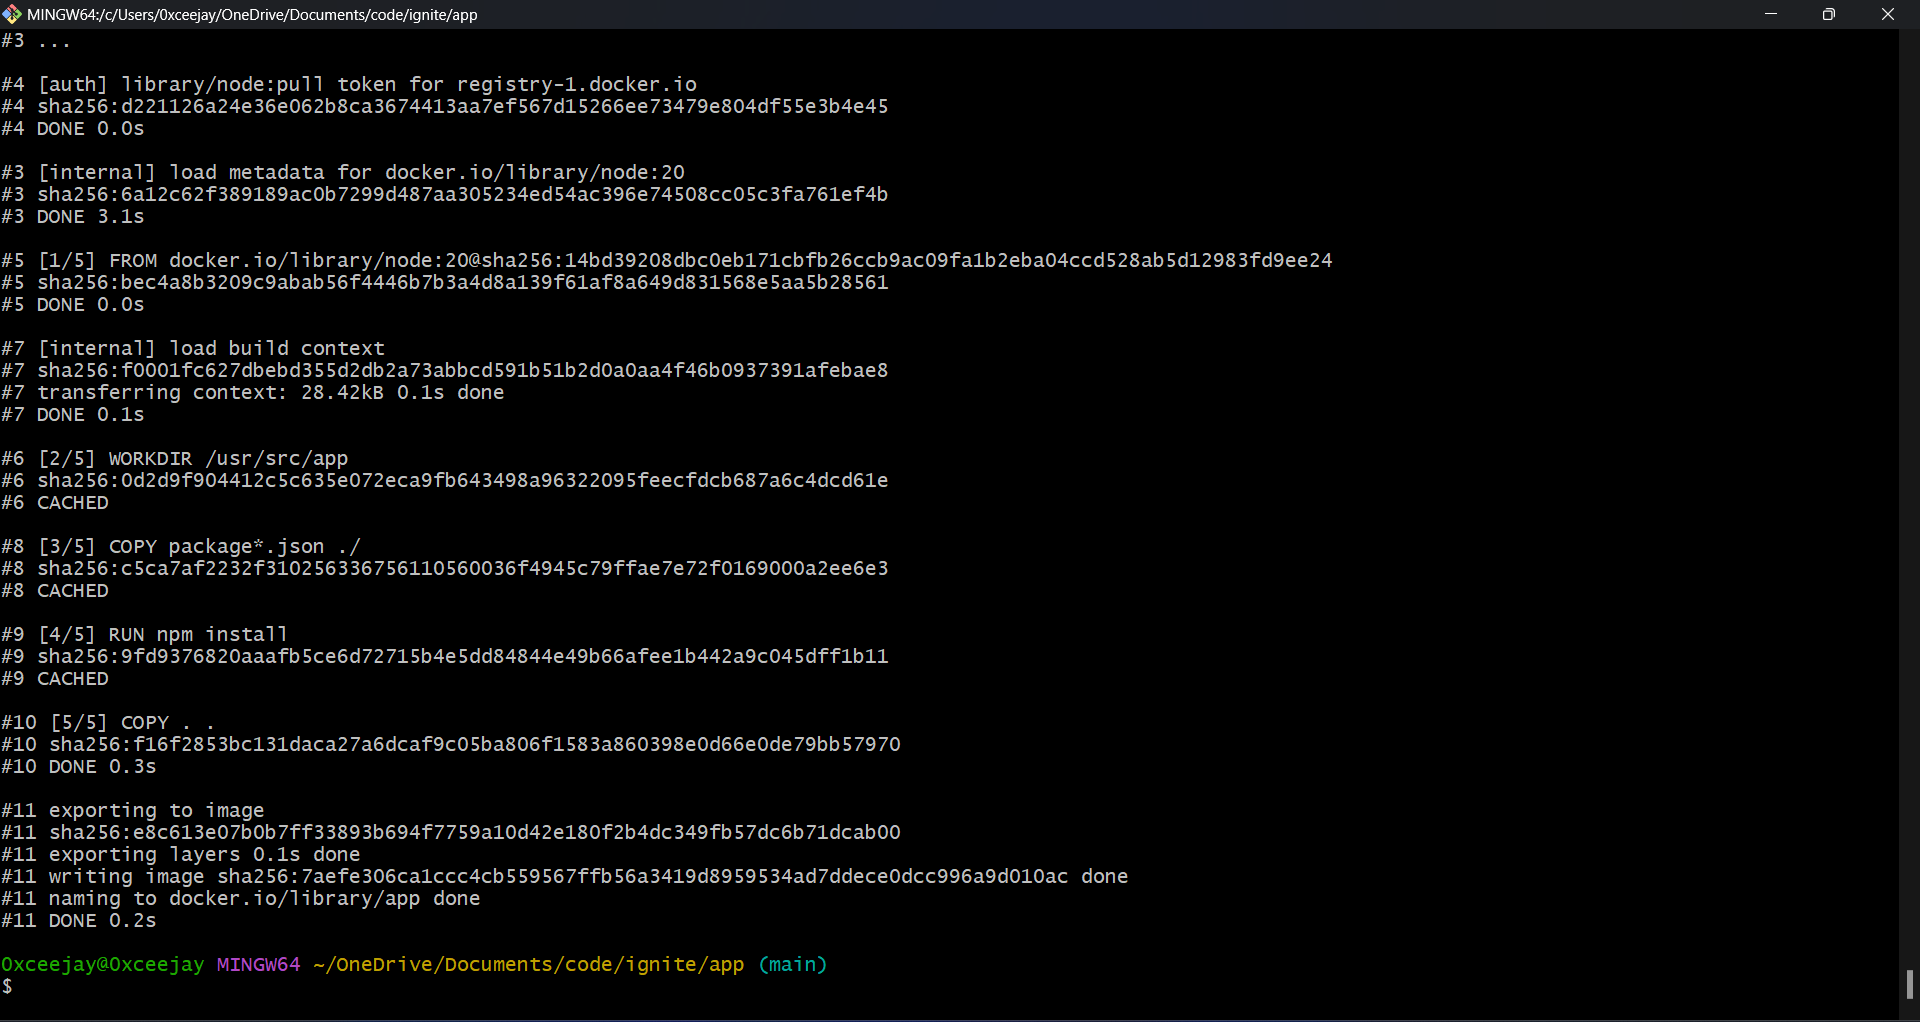 MINGW64:/c/Users/0xceejay/OneDrive/Documents/code/ignite/app
#3 ...
#4 [auth] library/node:pull token for registry-1.docker.io
#4 sha256:d221126a24e36e062b8ca3674413aa7ef567d15266ee73479e804df55e3b4e45
#4 DONE 0.0s
#3 [internal] load metadata for docker.io/library/node:20
#3 sha256:6a12c62f389189ac0b7299d487aa305234ed54ac396e74508cc05c3fa761ef4b
#3 DONE 3.1s
#5 [1/5] FROM docker.io/library/node:20@sha256:14bd39208dbc0eb171cbfb26ccb9ac09fa1b2eba04ccd528ab5d12983fd9ee24
#5 sha256:bec4a8b3209c9abab56f4446b7b3a4d8a139f61af8a649d831568e5aa5b28561
#5 DONE 0.0s
#7 [internal] load build context
#7 sha256:f0001fc627dbebd355d2db2a73abbcd591b51b2d0a0aa4f46b0937391afebae8
#7 transferring context: 28.42kB 0.1s done
#7 DONE 0.1s
#6 [2/5] WORKDIR /usr/src/app
#6 sha256:0d2d9f904412c5c635e072eca9fb643498a96322095feecfdcb687a6c4dcd61e
#6 CACHED
#8 [3/5] COPY package*.json ./
#8 sha256:c5ca7af2232f3102563367561105600​36f4945c79ffae7e72f0169000a2ee6e3
#8 CACHED
#9 [4/5] RUN npm install
#9 sha256:9fd9376820aaafb5ce6d72715b4e5dd84844e49b66afee1b442a9c045dff1b11
#9 CACHED
#10 [5/5] COPY . .
#10 sha256:f16f2853bc131daca27a6dcaf9c05ba806f1583a860398e0d66e0de79bb57970
#10 DONE 0.3s
#11 exporting to image
#11 sha256:e8c613e07b0b7ff33893b694f7759a10d42e180f2b4dc349fb57dc6b71dcab00
#11 exporting layers 0.1s done
#11 writing image sha256:7aefe306ca1ccc4cb559567ffb56a3419d8959534ad7ddece0dcc996a9d010ac done
#11 naming to docker.io/library/app done
#11 DONE 0.2s
0xceejay@0xceejay MINGW64 ~/OneDrive/Documents/code/ignite/app (main)
$